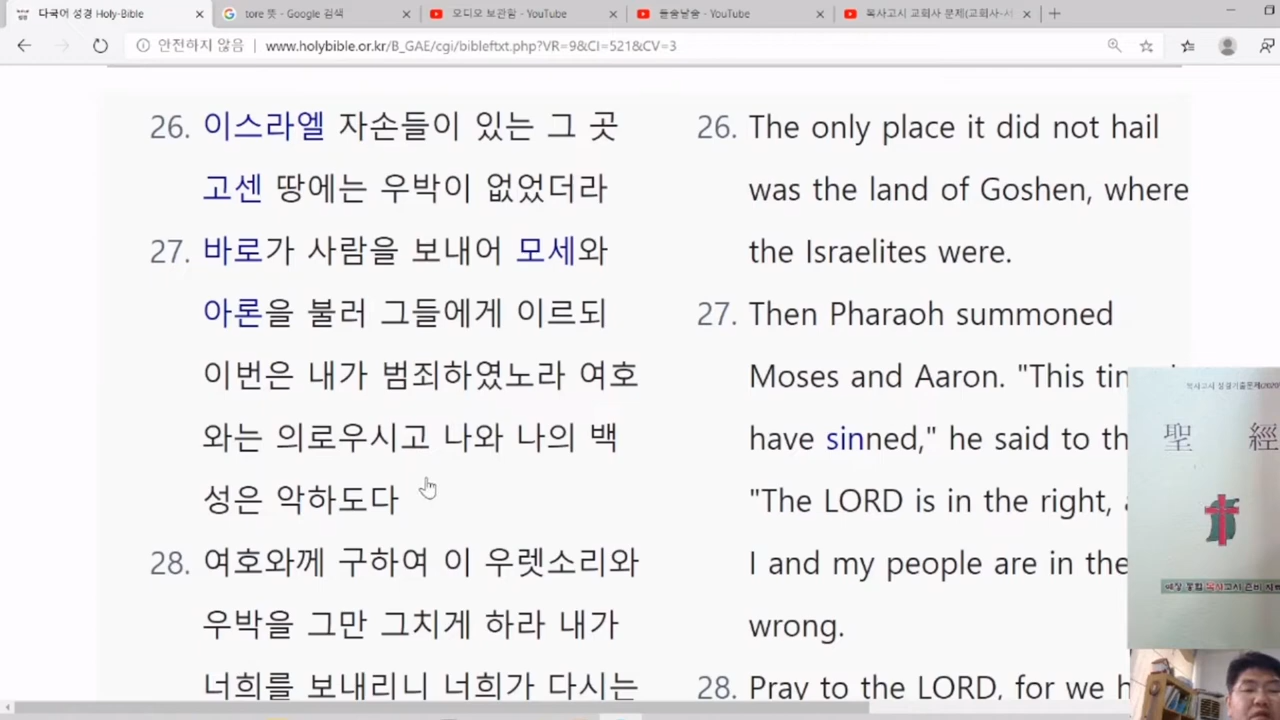 다국어 성경 Holy-Bible
tore 뜻 - Google 검색
오디오 보관함 - YouTube
들숨날숨 - YouTube
목사고시 교회사 문제(교회사-서
안전하지 않음
www.holybible.or.kr/B_GAE/cgi/bibleftxt.php?VR=9&CI=521&CV=3
26. 이스라엘 자손들이 있는 그 곳
고센 땅에는 우박이 없었더라
27. 바로가 사람을 보내어 모세와
아론을 불러 그들에게 이르되
이번은 내가 범죄하였노라 여호
와는 의로우시고 나와 나의 백
성은 악하도다
28. 여호와께 구하여 이 우렛소리와
우박을 그만 그치게 하라 내가
너희를 보내리니 너희가 다시는
26. The only place it did not hail
was the land of Goshen, where
the Israelites were.
27. Then Pharaoh summoned
Moses and Aaron. "This tim
have sinned," he said to th
"The LORD is in the right, a
I and my people are in the
wrong.
28. Pray to the LORD, for we h
聖 經